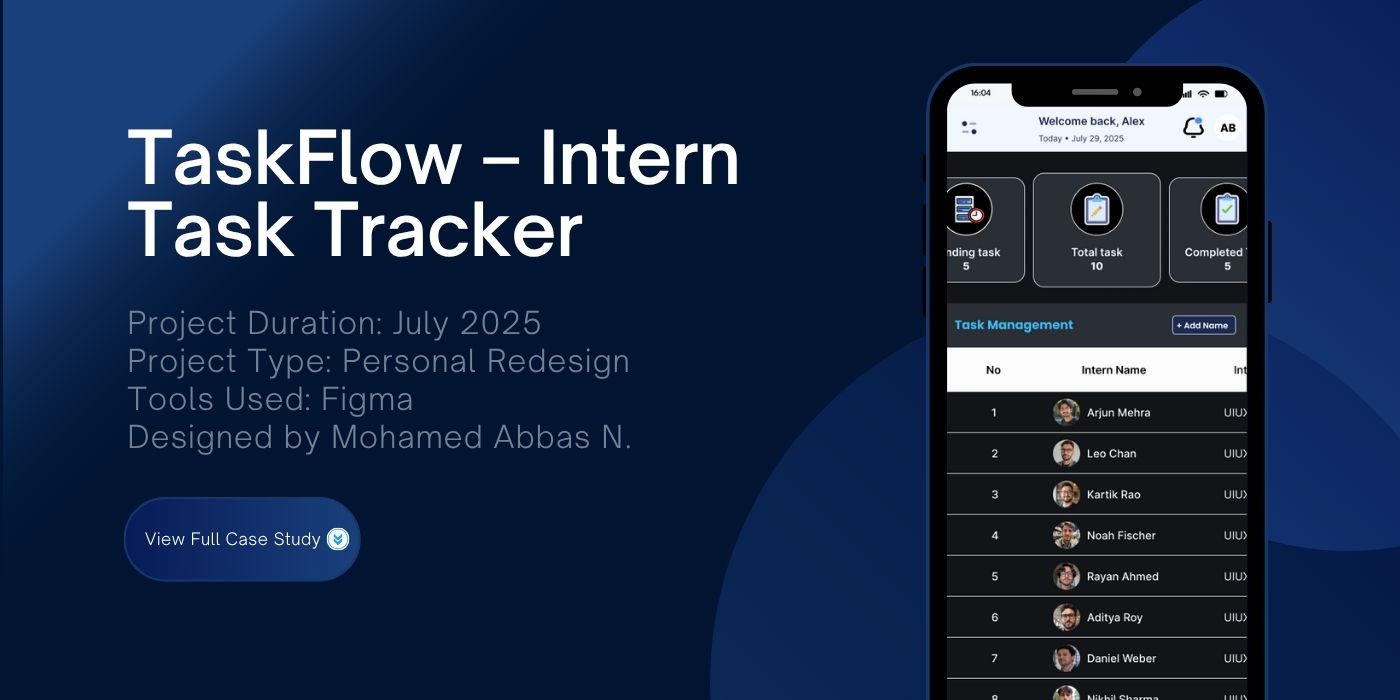 TaskFlow – Intern
Task Tracker
Project Duration: July 2025
Project Type: Personal Redesign
Tools Used: Figma
Designed by Mohamed Abbas N.
View Full Case Study
16:04
Welcome back, Alex
Today • July 29, 2025
AB
nding task
5
Total task
10
Completed
5
Task Management
+ Add Name
No Intern Name Int
1 Arjun Mehra UIUX
2 Leo Chan UIUX
3 Kartik Rao UIUX
4 Noah Fischer UIUX
5 Rayan Ahmed UIUX
6 Aditya Roy UIUX
7 Daniel Weber UIUX
8 Nikhil Sharma